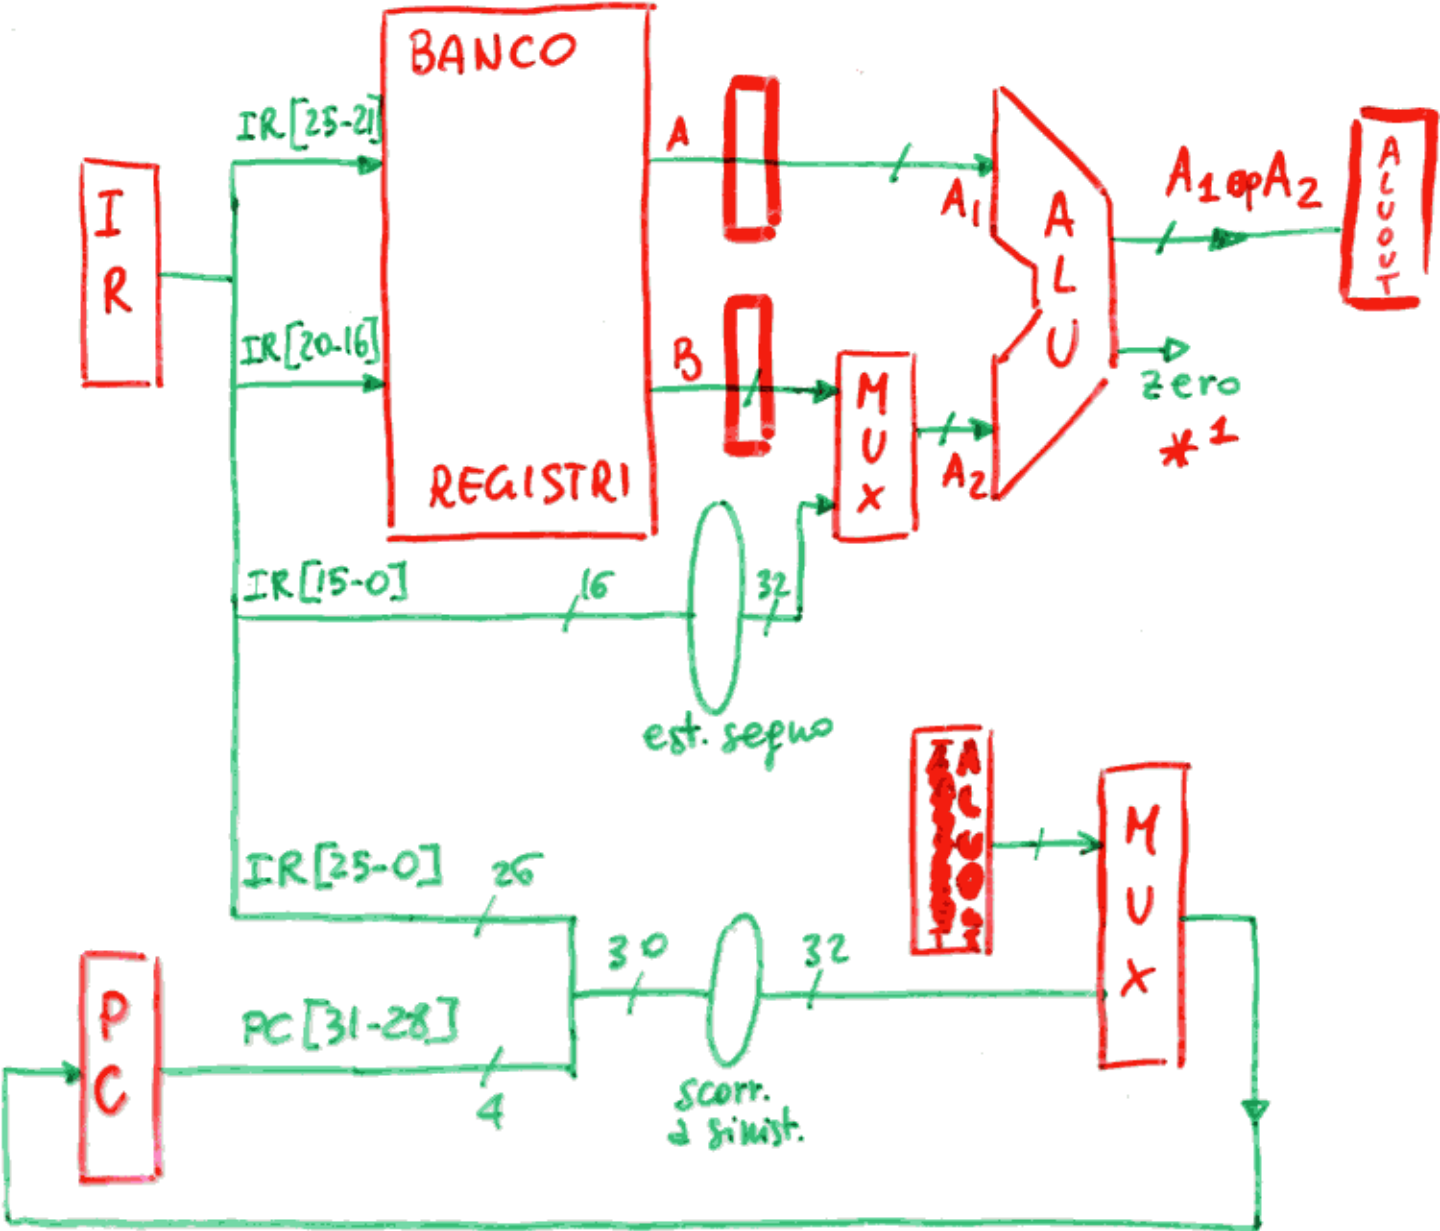 BANCO
REGISTRI
IR[25-21]
IR
IR[20-16]
A
B
A1
ALU
A1 op A2
ALUOUT
MUX
A2
Zero
*1
IR[15-0]
16
32
est. segno
ALUOUT
MUX
IR[25-0]
26
30
32
PC
PC[31-28]
4
scorr.
a sinist.